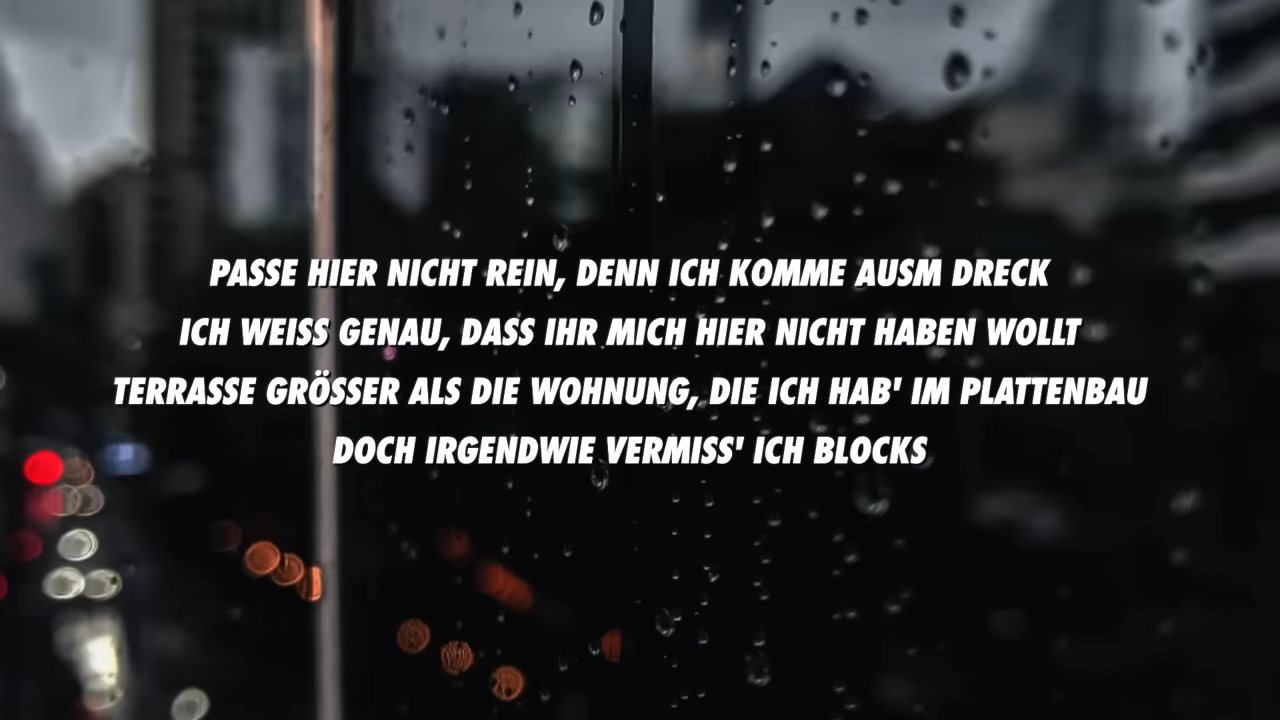 PASSE HIER NICHT REIN, DENN ICH KOMME AUSM DRECK
ICH WEISS GENAU, DASS IHR MICH HIER NICHT HABEN WOLLT
TERRASSE GRÖSSER ALS DIE WOHNUNG, DIE ICH HAB' IM PLATTENBAU
DOCH IRGENDWIE VERMISS' ICH BLOCKS